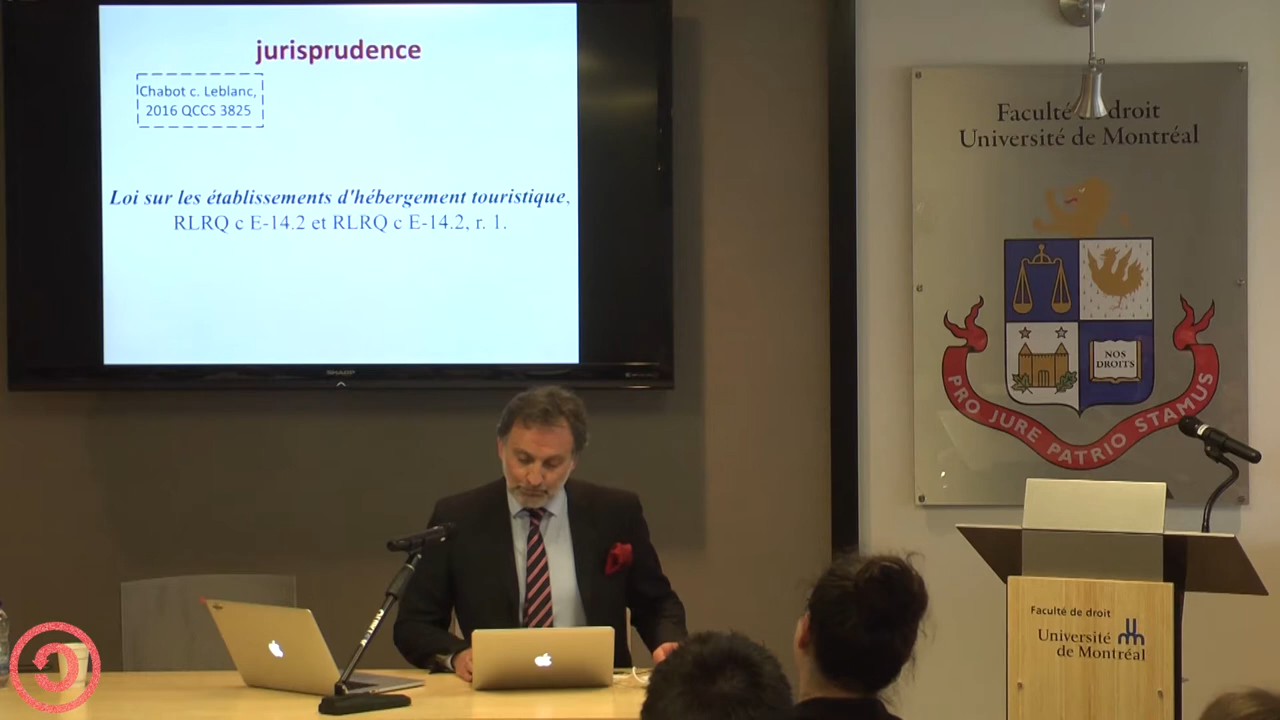 jurisprudence
Chabot c. Leblanc,
2016 QCCS 3825
Loi sur les établissements d'hébergement touristique,
RLRQ c E-14.2 et RLRQ c E-14.2, r. 1.
SHARP
Faculté de droit
Université de Montréal
NOS
DROITS
PRO JURE PATRIO STAMUS
Faculté de droit
Université
de Montréal